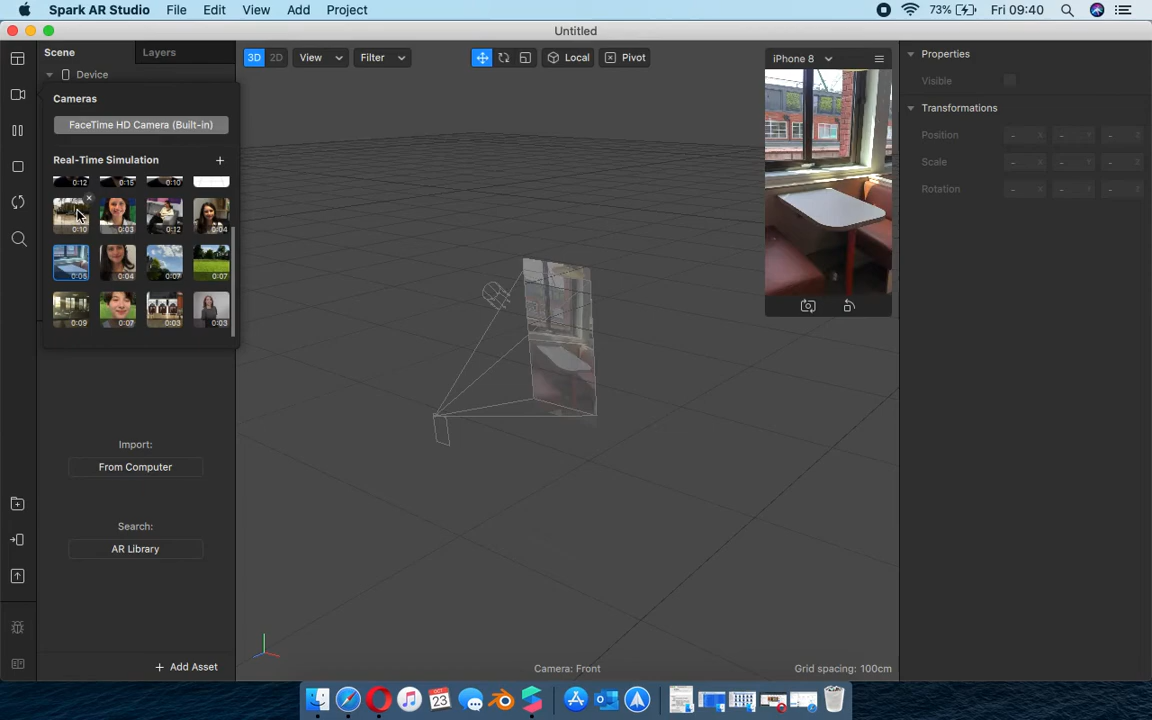 Spark AR Studio File Edit View Add Project 73% Fri 09:40
Untitled
Scene Layers
3D 2D View Filter Local Pivot
iPhone 8
Properties
Device
Visible
Cameras
FaceTime HD Camera (Built-in)
Transformations
Position - X - Y - Z
Scale - X - Y - Z
Rotation - X - Y - Z
Real-Time Simulation +
0:12 0:15 0:10
0:10 0:03 0:12 0:04
0:06 0:04 0:07 0:07
0:09 0:07 0:03 0:03
Import:
From Computer
Search:
AR Library
+ Add Asset
Camera: Front
Grid spacing: 100cm
OCT
23